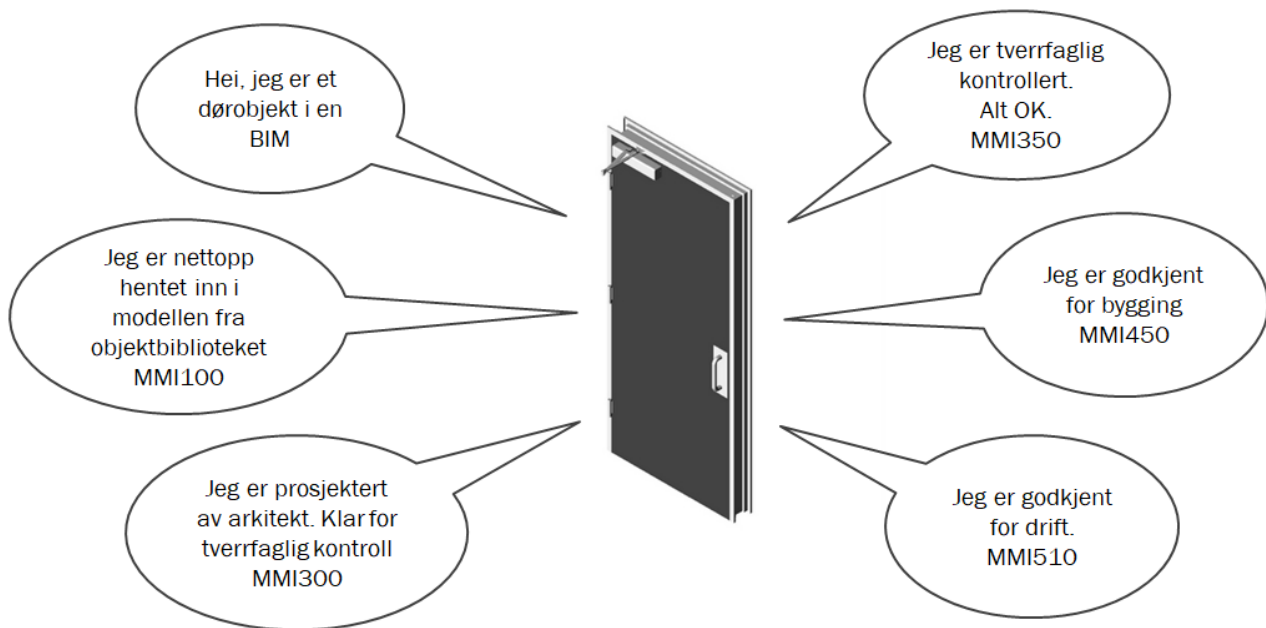 Hei, jeg er et
dørobjekt i en
BIM
Jeg er nettopp
hentet inn i
modellen fra
objektbiblioteket
MMI100
Jeg er prosjektert
av arkitekt. Klar for
tverrfaglig kontroll
MMI300
Jeg er tverrfaglig
kontrollert.
Alt OK.
MMI350
Jeg er godkjent
for bygging
MMI450
Jeg er godkjent
for drift.
MMI510